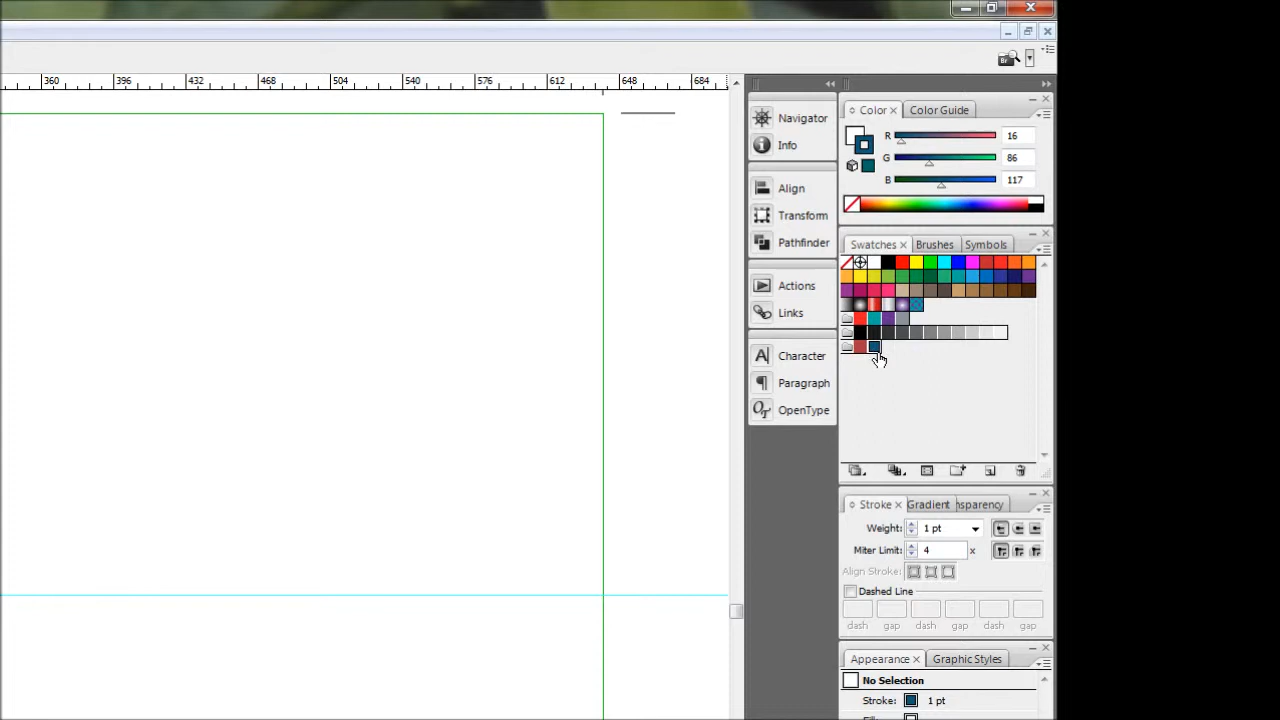 360 396 432 468 504 540 576 612 648 684
Br
Navigator
Info
Align
Transform
Pathfinder
Actions
Links
Character
Paragraph
OpenType
Color Color Guide
R 16
G 86
B 117
Swatches Brushes Symbols
Stroke Gradient nsparency
Weight: 1 pt
Miter Limit: 4 x
Align Stroke:
Dashed Line
dash gap dash gap dash gap
Appearance Graphic Styles
No Selection
Stroke: 1 pt